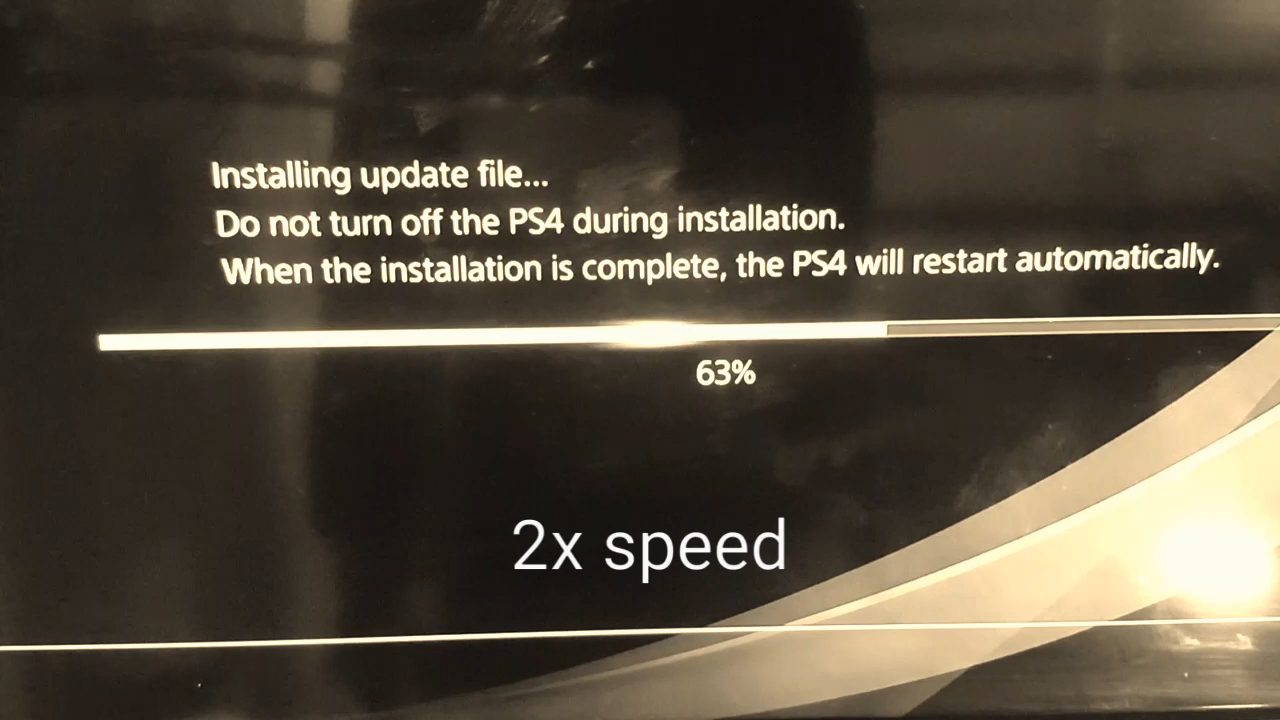 Installing update file...
Do not turn off the PS4 during installation.
When the installation is complete, the PS4 will restart automatically.
63%
2x speed